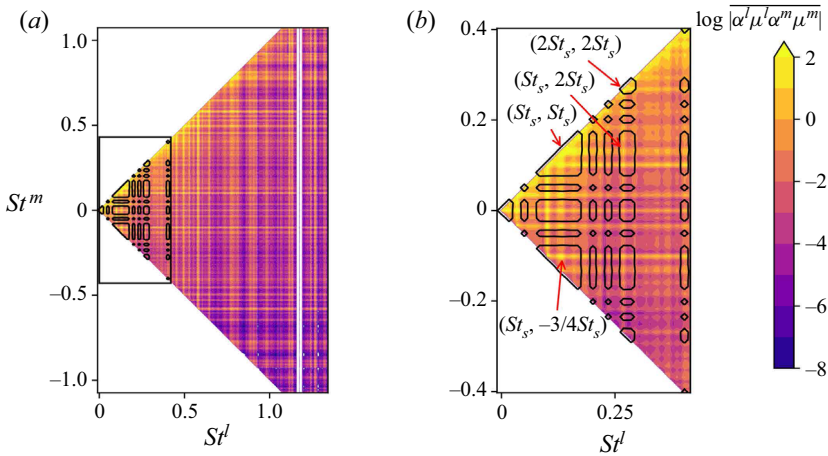 (a)
1.0
0.5
0
−0.5
−1.0
St^m
0
0.5
1.0
St^l
(b)
0.4
0.2
0
−0.2
−0.4
0
0.25
St^l
(2St_s, 2St_s)
(St_s, 2St_s)
(St_s, St_s)
(St_s, −3/4St_s)
log |α^l μ^l α^m μ^m|
2
0
−2
−4
−6
−8